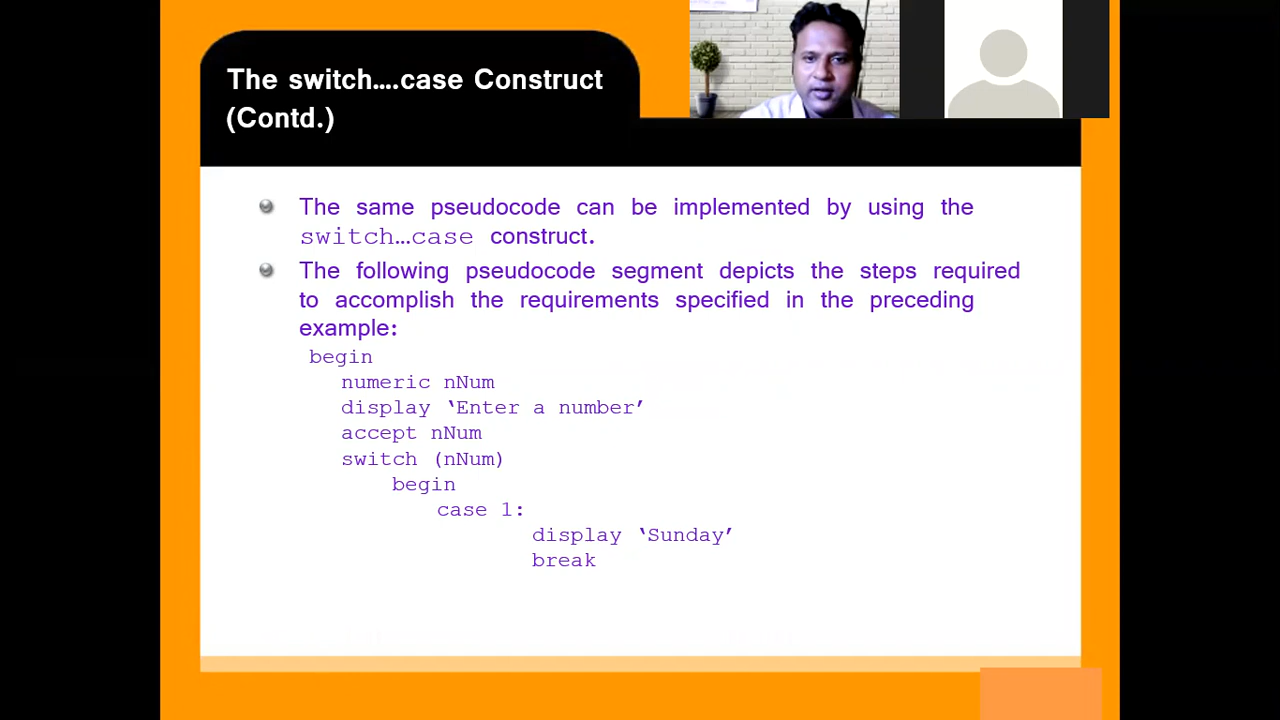 The switch….case Construct
(Contd.)
The same pseudocode can be implemented by using the
switch…case construct.
The following pseudocode segment depicts the steps required
to accomplish the requirements specified in the preceding
example:
begin
numeric nNum
display ‘Enter a number’
accept nNum
switch (nNum)
begin
case 1:
display ‘Sunday’
break